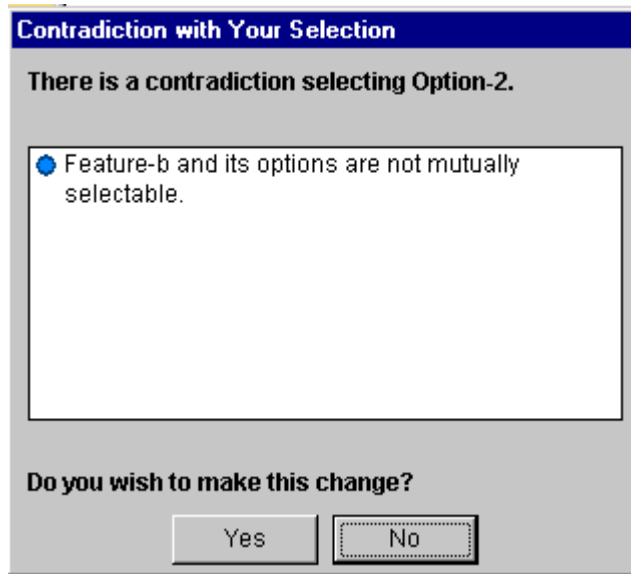 Contradiction with Your Selection
There is a contradiction selecting Option-2.
Feature-b and its options are not mutually
selectable.
Do you wish to make this change?
Yes
No